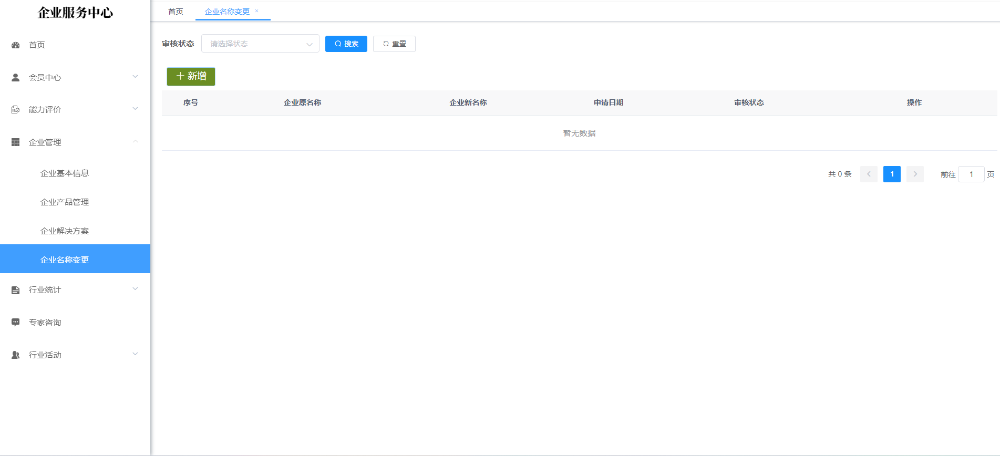 企业服务中心
首页
会员中心
能力评价
企业管理
企业基本信息
企业产品管理
企业解决方案
企业名称变更
行业统计
专家咨询
行业活动
首页 企业名称变更 ×
审核状态 请选择状态 搜索 重置
新增
序号 企业原名称 企业新名称 申请日期 审核状态 操作
暂无数据
共 0 条 1 前往 1 页